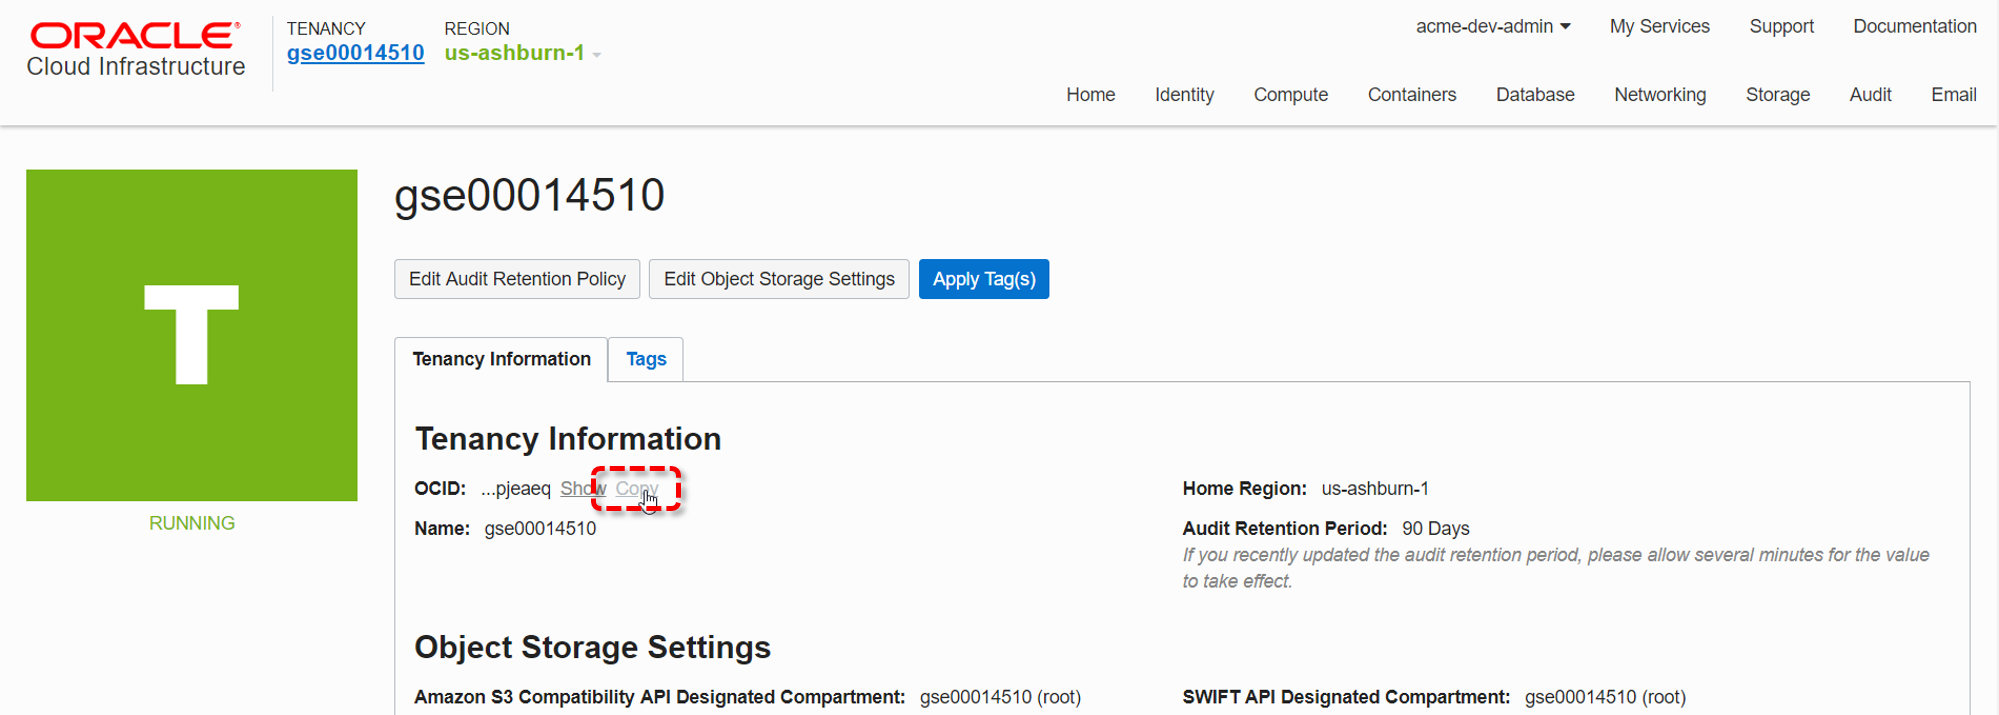 ORACLE®
Cloud Infrastructure
TENANCY
gse00014510
REGION
us-ashburn-1
acme-dev-admin My Services Support Documentation
Home Identity Compute Containers Database Networking Storage Audit Email
T
RUNNING
gse00014510
Edit Audit Retention Policy Edit Object Storage Settings Apply Tag(s)
Tenancy Information Tags
Tenancy Information
OCID: ...pjeaeq Show Copy
Name: gse00014510
Home Region: us-ashburn-1
Audit Retention Period: 90 Days
If you recently updated the audit retention period, please allow several minutes for the value
to take effect.
Object Storage Settings
Amazon S3 Compatibility API Designated Compartment: gse00014510 (root)
SWIFT API Designated Compartment: gse00014510 (root)